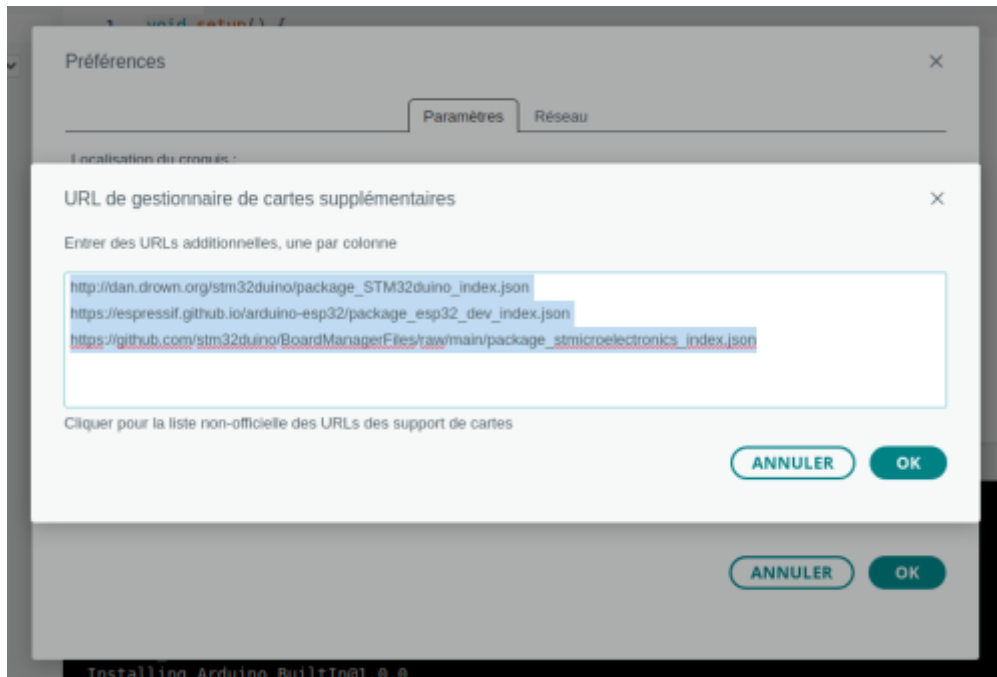 1 void setup() {
Préférences
Paramètres Réseau
Localisation du croquis :
URL de gestionnaire de cartes supplémentaires
Entrer des URLs additionnelles, une par colonne
http://dan.drown.org/stm32duino/package_STM32duino_index.json
https://espressif.github.io/arduino-esp32/package_esp32_dev_index.json
https://github.com/stm32duino/BoardManagerFiles/raw/main/package_stmicroelectronics_index.json
Cliquer pour la liste non-officielle des URLs des support de cartes
ANNULER OK
ANNULER OK
Installing Arduino_BuiltIn@1.0.0